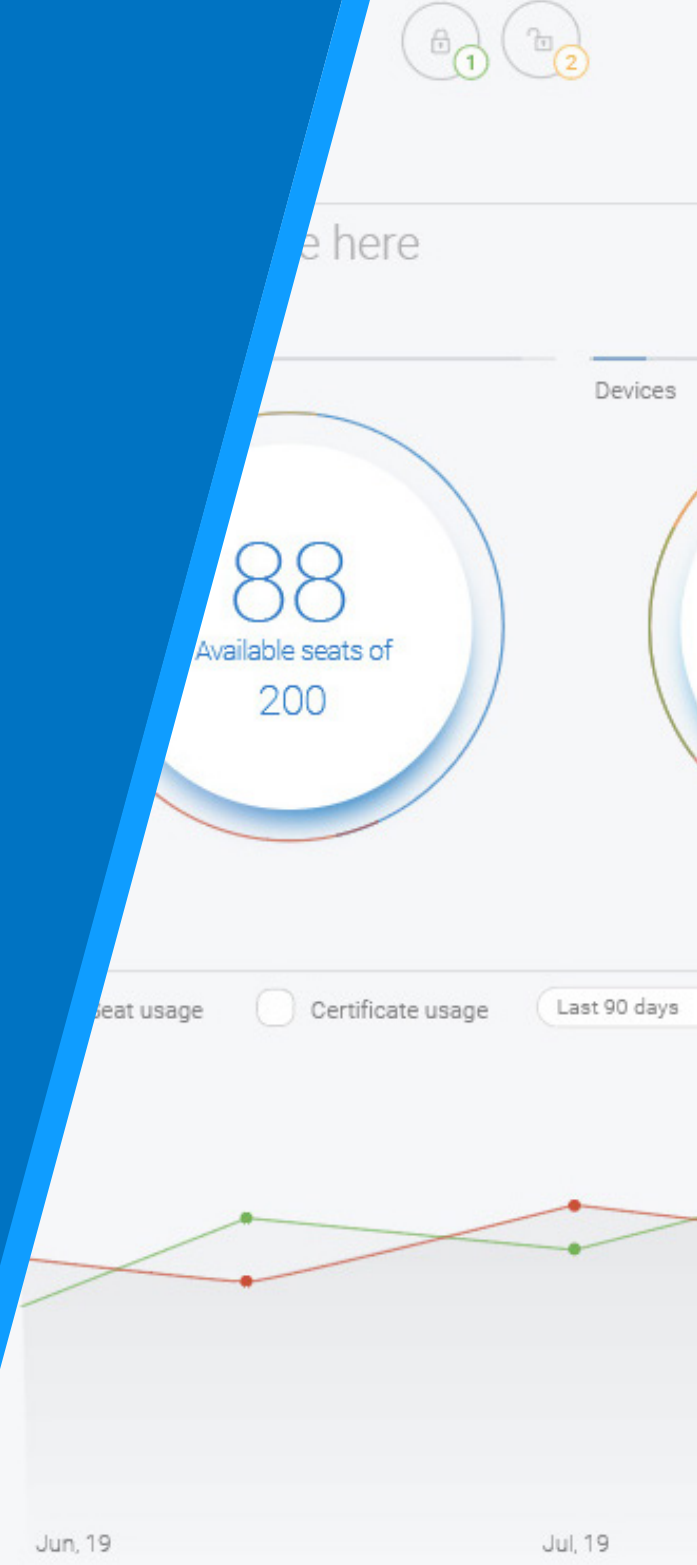 1
2
e here
Devices
88
Available seats of
200
Seat usage
Certificate usage
Last 90 days
Jun, 19
Jul, 19